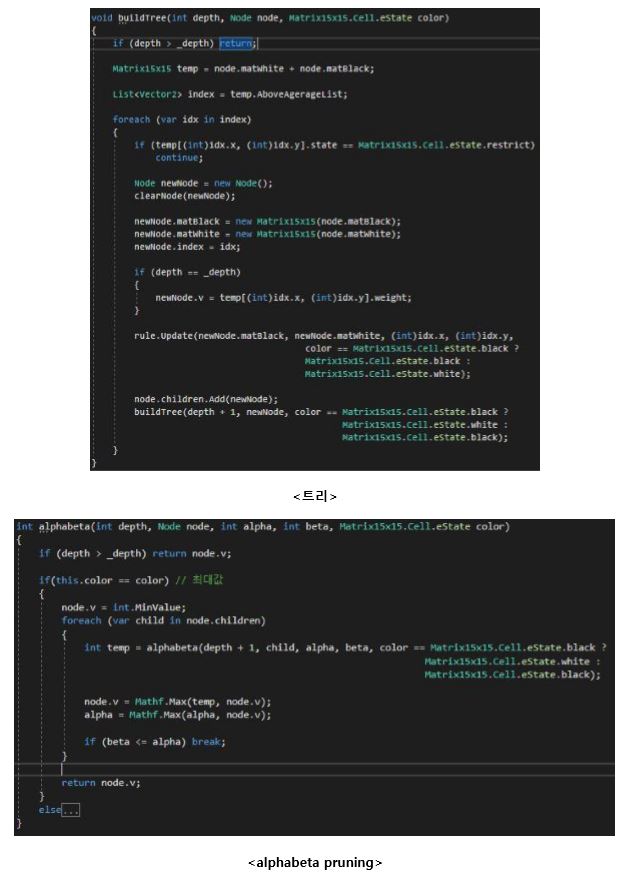 void buildTree(int depth, Node node, Matrix15x15.Cell.eState color)
{
if (depth > _depth) return;
Matrix15x15 temp = node.matWhite + node.matBlack;
List<Vector2> index = temp.AboveAgerageList;
foreach (var idx in index)
{
if (temp[(int)idx.x, (int)idx.y].state == Matrix15x15.Cell.eState.restrict)
continue;
Node newNode = new Node();
clearNode(newNode);
newNode.matBlack = new Matrix15x15(node.matBlack);
newNode.matWhite = new Matrix15x15(node.matWhite);
newNode.index = idx;
if (depth == _depth)
{
newNode.v = temp[(int)idx.x, (int)idx.y].weight;
}
rule.Update(newNode.matBlack, newNode.matWhite, (int)idx.x, (int)idx.y,
color == Matrix15x15.Cell.eState.black ?
Matrix15x15.Cell.eState.black :
Matrix15x15.Cell.eState.white);
node.children.Add(newNode);
buildTree(depth + 1, newNode, color == Matrix15x15.Cell.eState.black ?
Matrix15x15.Cell.eState.white :
Matrix15x15.Cell.eState.black);
}
}
<트리>
int alphabeta(int depth, Node node, int alpha, int beta, Matrix15x15.Cell.eState color)
{
if (depth > _depth) return node.v;
if(this.color == color) // 최대값
{
node.v = int.MinValue;
foreach (var child in node.children)
{
int temp = alphabeta(depth + 1, child, alpha, beta, color == Matrix15x15.Cell.eState.black ?
Matrix15x15.Cell.eState.white :
Matrix15x15.Cell.eState.black);
node.v = Mathf.Max(temp, node.v);
alpha = Mathf.Max(alpha, node.v);
if (beta <= alpha) break;
}
return node.v;
}
else...
}
<alphabeta pruning>